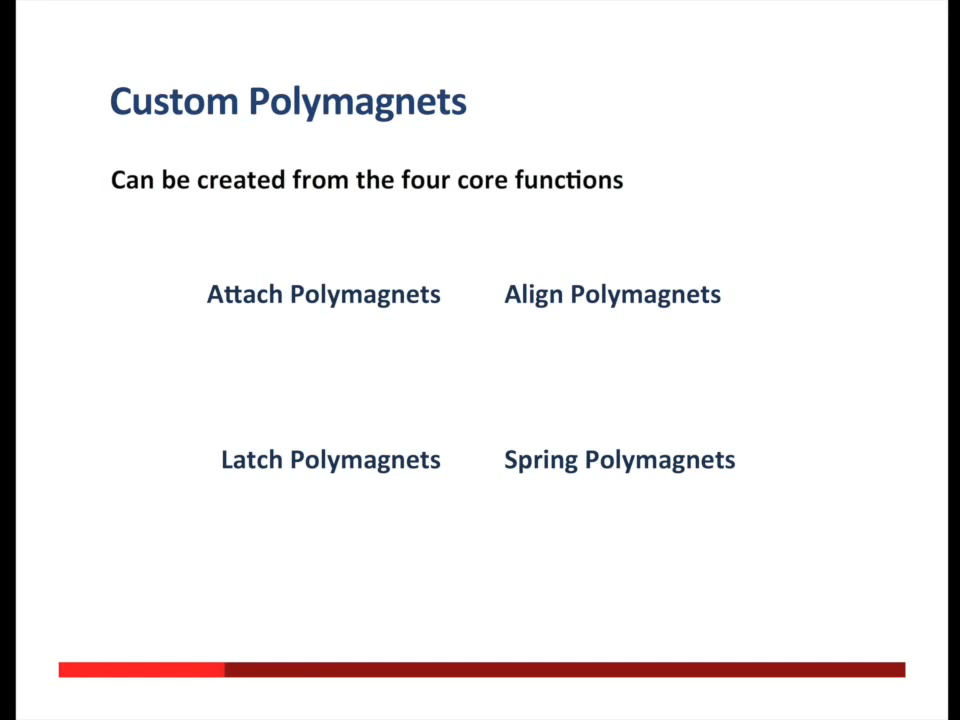 Custom Polymagnets
Can be created from the four core functions
Attach Polymagnets
Align Polymagnets
Latch Polymagnets
Spring Polymagnets